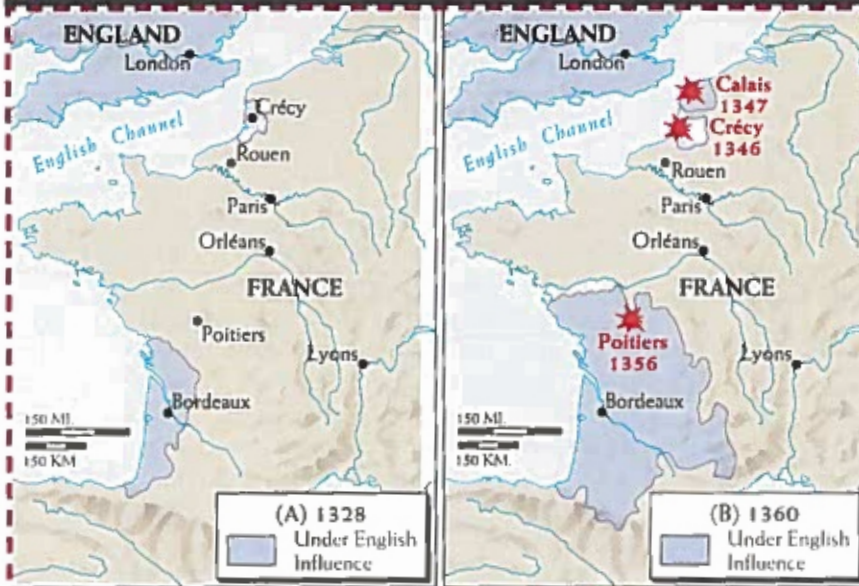 ENGLAND
London
English Channel
Crécy
Rouen
Paris
Orléans
FRANCE
Poitiers
Lyons
Bordeaux
150 MI.
150 KM.
(A) 1328
Under English
Influence
ENGLAND
London
English Channel
Calais
1347
Crécy
1346
Rouen
Paris
Orléans
FRANCE
Poitiers
1356
Lyons
Bordeaux
150 MI.
150 KM.
(B) 1360
Under English
Influence